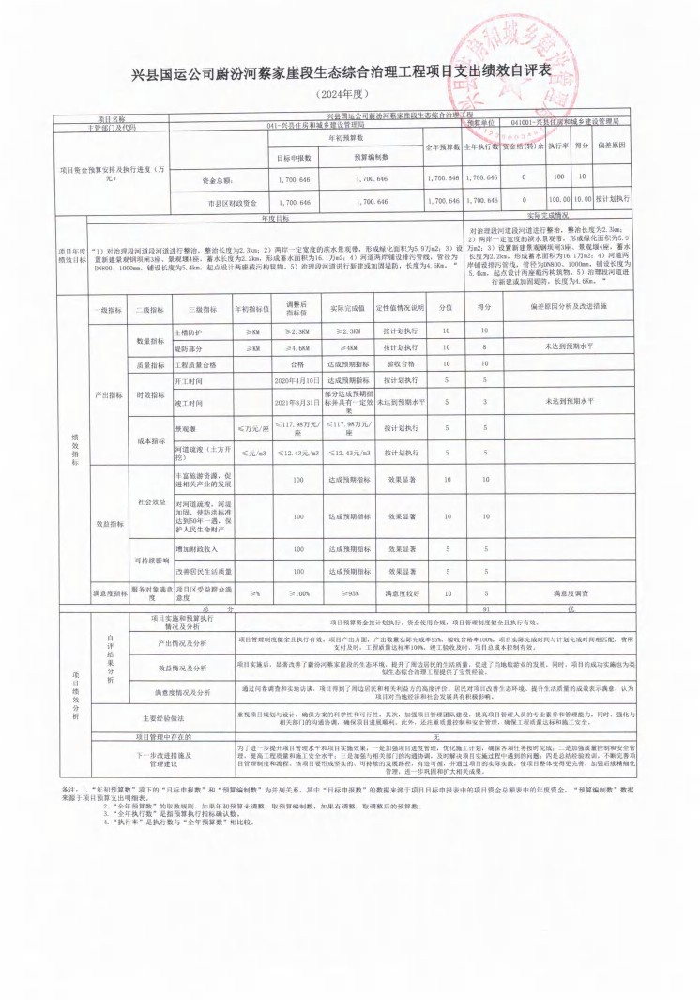 兴县国运公司蔚汾河蔡家崖段生态综合治理工程项目支出绩效自评表
(2024年度)
项目名称 兴县国运公司蔚汾河蔡家崖段生态综合治理工程
主管部门及代码 041-兴县住房和城乡建设管理局 预算单位 041001-兴县住房和城乡建设管理局
项目资金预算安排及执行进度（万元） 年初预算数 全年预算数 全年执行数 资金结(转)余 执行率 得分 偏差原因
目标申报数 预算编制数
资金总额: 1,700.646 1,700.646 1,700.646 1,700.646 0 100 10
市县区财政资金 1,700.646 1,700.646 1,700.646 1,700.646 0 100.00 10.00 按计划执行
项目年度绩效目标 年度目标 实际完成情况
"1）对治理段河道段河道进行整治，整治长度为2.3km；2）两岸一定宽度的滨水景观带，形成绿化面积为5.9万m2；3）设
置新建景观钢坝闸3座、景观堰4座，蓄水长度为2.2km，形成蓄水面积为16.1万m2；4）河道两岸铺设排污管线，管径为
DN800、1000mm，铺设长度为5.4km，起点设计两座截污构筑物。5）治理段河道进行新建或加固堤防，长度为4.6Km。"
对治理段河道段河道进行整治，整治长度为2.3km；
2）两岸一定宽度的滨水景观带，形成绿化面积为5.9
万m2；3）设置新建景观钢坝闸3座、景观堰4座，蓄水
长度为2.2km，形成蓄水面积为16.1万m2；4）河道两
岸铺设排污管线，管径为DN800、1000mm，铺设长度为
5.4km，起点设计两座截污构筑物。5）治理段河道进
行新建或加固堤防，长度为4.6Km。"
绩效指标 一级指标 二级指标 三级指标 年初指标值 调整后指标值 实际完成值 定性值情况说明 分值 得分 偏差原因分析及改进措施
产出指标 数量指标 主槽防护 ≥KM ≥2.3KM ≥2.3KM 按计划执行 10 10
堤防部分 ≥KM ≥4.6KM ≥4KM 按计划执行 10 8 未达到预期水平
质量指标 工程质量合格 合格 达成预期指标 验收合格 10 10
时效指标 开工时间 2020年4月10日 达成预期指标 按计划执行 5 5
竣工时间 2021年8月31日 部分达成预期指标并具有一定效果 未达到预期水平 5 3 未达到预期水平
成本指标 景观堰 ≤万元/座 ≤117.98万元/座 ≤117.98万元/座 按计划执行 5 5
河道疏浚（土方开挖） ≤元/m3 ≤12.43元/m3 ≤12.43元/m3 按计划执行 5 5
效益指标 社会效益 丰富旅游资源，促进相关产业的发展 100 达成预期指标 效果显著 10 10
对河道疏浚，河堤加固，使防洪标准达到50年一遇，保护人民生命财产 100 达成预期指标 效果显著 10 10
可持续影响 增加财政收入 100 达成预期指标 效果显著 5 5
改善居民生活质量 100 达成预期指标 效果显著 5 5
满意度指标 服务对象满意度 项目区受益群众满意度 ≥% ≥100% ≥95% 满意度较好 10 5 满意度调查
总 分 91 优
项目绩效分析 自评结果分析 项目实施和预算执行情况及分析 项目预算资金按计划执行，资金使用合规，项目管理制度健全且执行有效。
产出情况及分析 项目管理制度健全且执行有效。项目产出方面，产出数量实际完成率95%，验收合格率100%，项目实际完成时间与计划完成时间相匹配，费用
支付及时，工程质量达标率100%，竣工验收及时，项目总成本控制有效。
效益情况及分析 项目实施后，显著改善了蔚汾河蔡家崖段的生态环境，提升了周边居民的生活质量，促进了当地旅游业的发展。同时，项目的成功实施也为类
似生态综合治理工程提供了宝贵经验。
满意度情况及分析 通过问卷调查和实地访谈，项目得到了周边居民和相关利益方的高度评价。居民对项目改善生态环境、提升生活质量的成效表示满意，认为
项目对当地经济和社会发展具有积极影响。
主要经验做法 重视项目规划与设计，确保方案的科学性和可行性。其次，加强项目管理团队建设，提高项目管理人员的专业素养和管理能力。同时，强化与
相关部门的沟通协调，确保项目进展顺利。此外，还注重质量控制和安全管理，确保工程质量达标和施工安全。
项目管理中存在的 无
下一步改进措施及管理建议 为了进一步提升项目管理水平和项目实施效果，一是加强项目进度管理，优化施工计划，确保各项任务按时完成；二是加强质量控制和安全管
理，提高工程质量和施工安全水平；三是加强与相关部门的沟通协调，及时解决项目实施过程中遇到的问题；四是总结经验教训，不断完善项
目管理制度和流程。该项目要形成坚实的、可持续的发展路径，有迹可循，并通过项目的实际实践，使项目整体变得更完善，加强后续精细化
管理，进一步巩固和扩大相关成果。
备注：1.“年初预算数”项下的“目标申报数”和“预算编制数”为并列关系，其中“目标申报数”的数据来源于项目目标申报表中的项目资金总额表中的年度资金，“预算编制数”数据
来源于项目预算支出明细表。
2.“全年预算数”的取数规则，如果年初预算未调整，取预算编制数；如果有调整，取调整后的预算数。
3.“全年执行数”是指预算执行指标确认数。
4.“执行率”是执行数与“全年预算数”相比较。